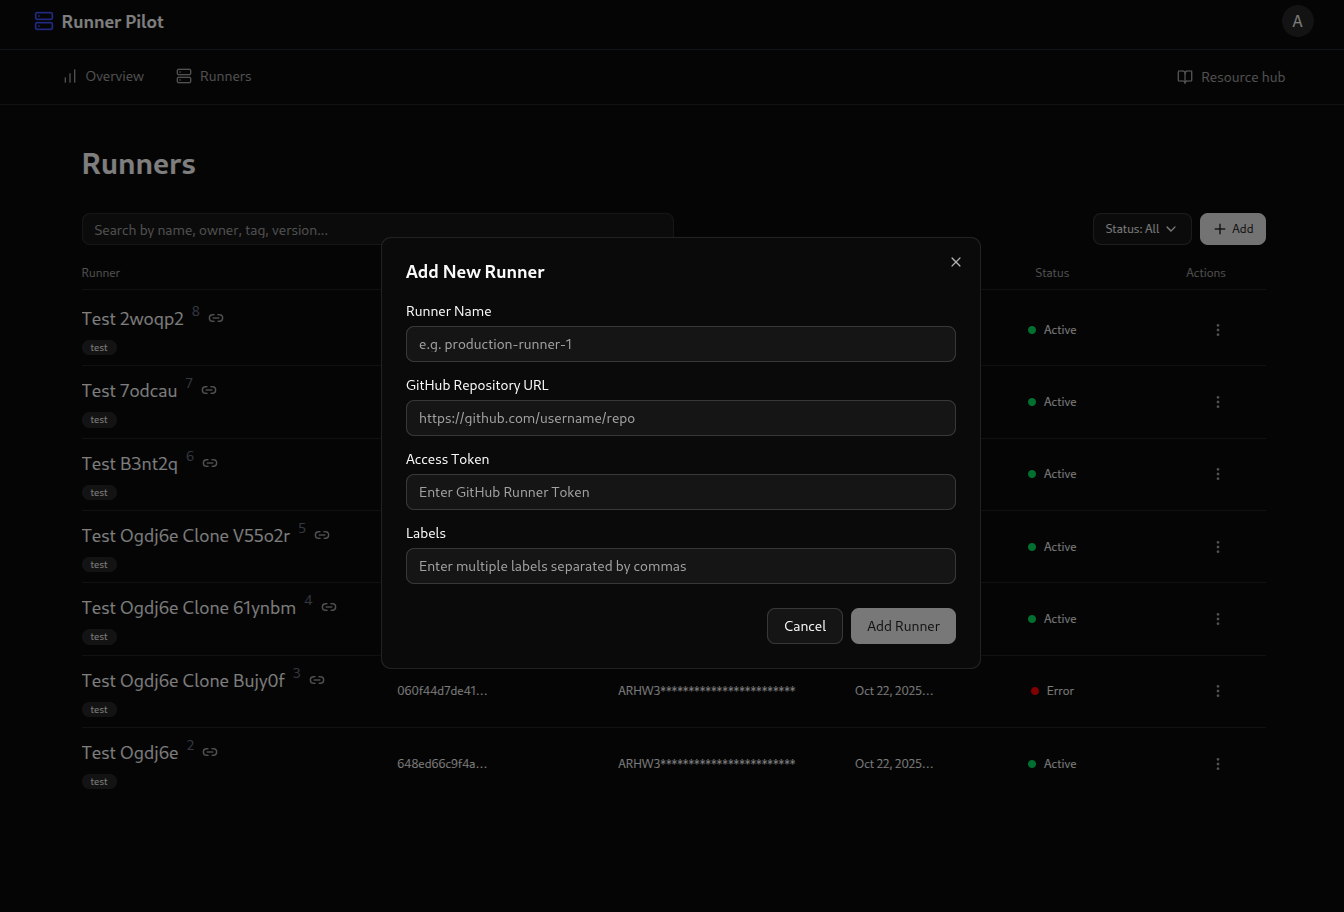 Runner Pilot
A
Overview
Runners
Resource hub
Runners
Search by name, owner, tag, version...
Status: All
Add
Runner
Status
Actions
Test 2woqp2 8
test
Active
Test 7odcau 7
test
Active
Test B3nt2q 6
test
Active
Test Ogdj6e Clone V55o2r 5
test
Active
Test Ogdj6e Clone 61ynbm 4
test
Active
Test Ogdj6e Clone Bujy0f 3
test
060f44d7de41...
ARHW3*************************
Oct 22, 2025...
Error
Test Ogdj6e 2
test
648ed66c9f4a...
ARHW3*************************
Oct 22, 2025...
Active
Add New Runner
Runner Name
e.g. production-runner-1
GitHub Repository URL
https://github.com/username/repo
Access Token
Enter GitHub Runner Token
Labels
Enter multiple labels separated by commas
Cancel
Add Runner